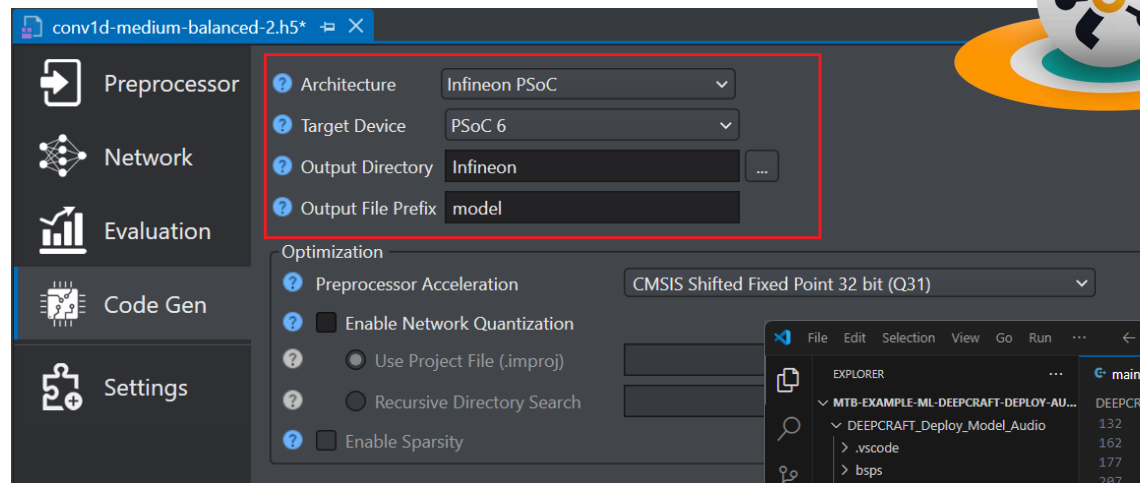 conv1d-medium-balanced-2.h5*
Preprocessor
Network
Evaluation
Code Gen
Settings
Architecture Infineon PSoC
Target Device PSoC 6
Output Directory Infineon ...
Output File Prefix model
Optimization
Preprocessor Acceleration CMSIS Shifted Fixed Point 32 bit (Q31)
Enable Network Quantization
Use Project File (.improj)
Recursive Directory Search
Enable Sparsity
File Edit Selection View Go Run ...
EXPLORER ...
MTB-EXAMPLE-ML-DEEPCRAFT-DEPLOY-AU...
DEEPCRAFT_Deploy_Model_Audio
.vscode
bsps
main
DEEPCR
132
162
177
207